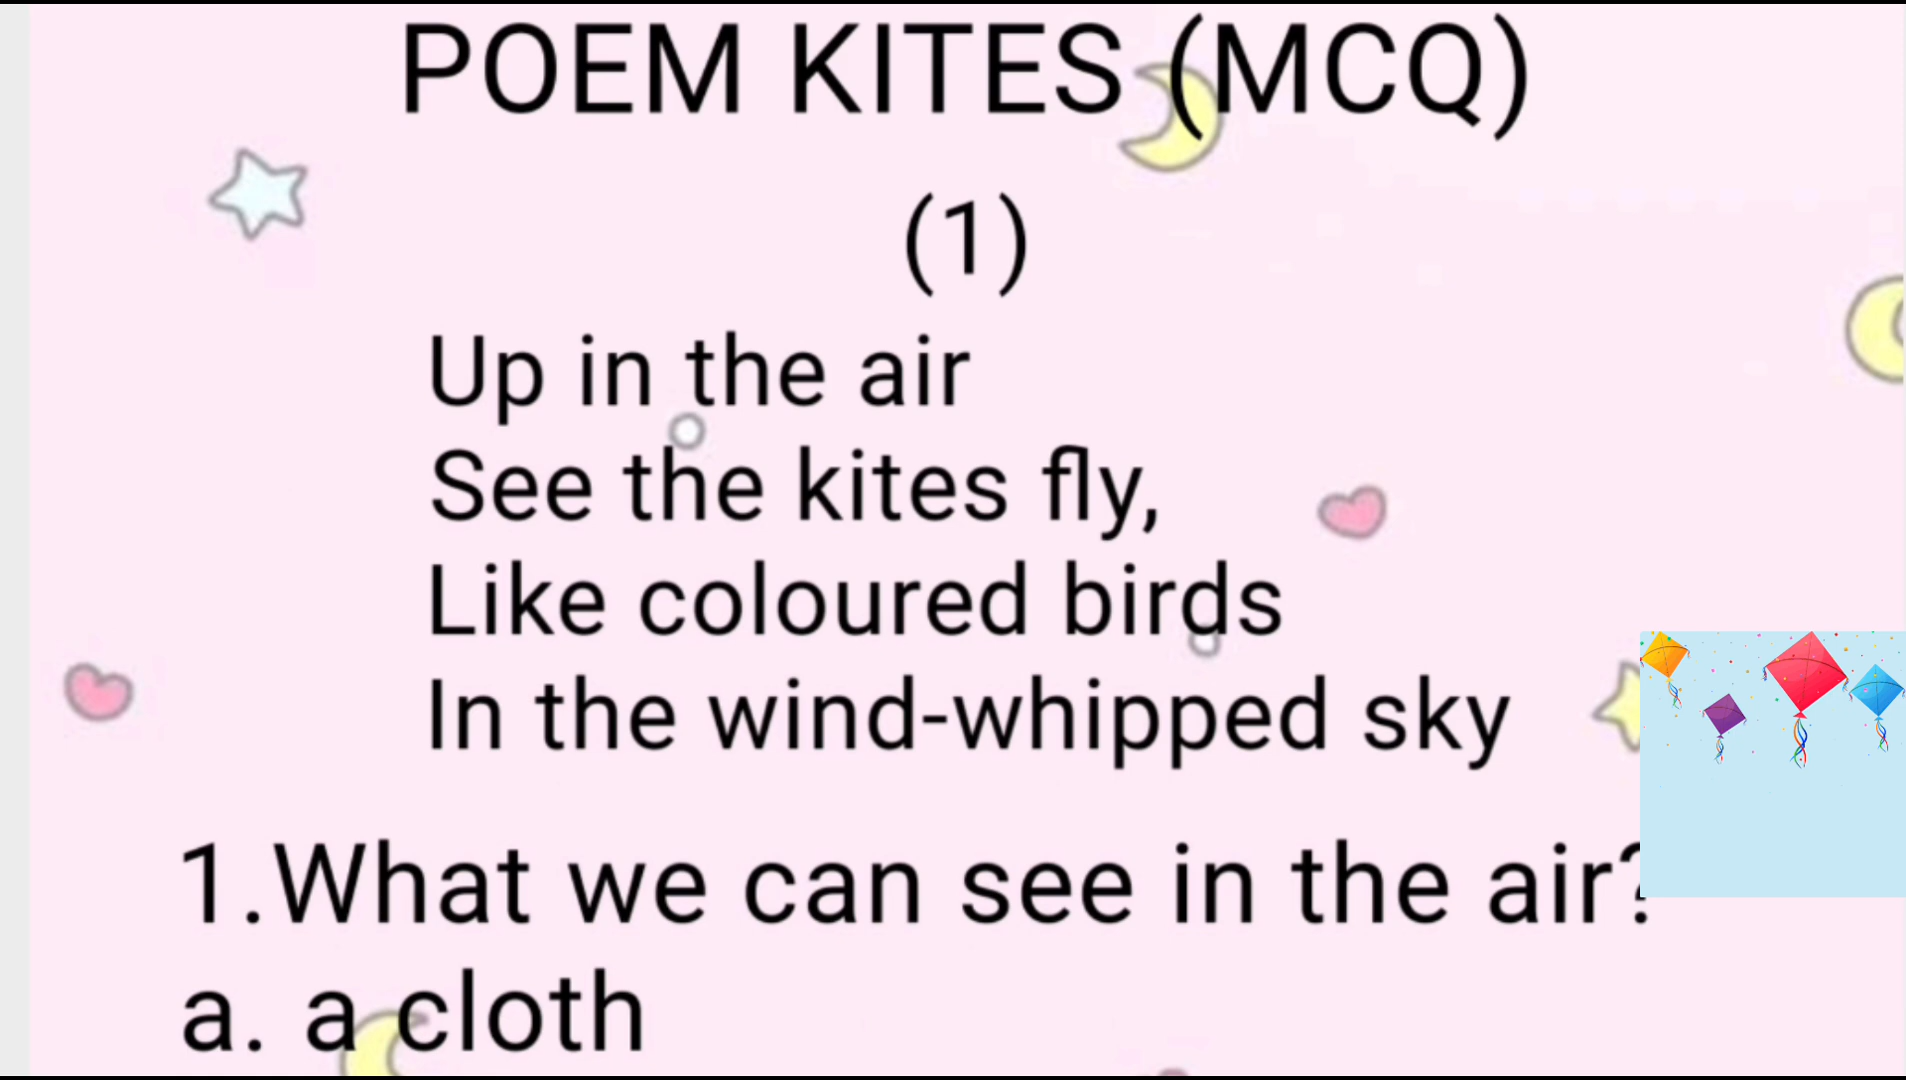 POEM KITES (MCQ)
(1)
Up in the air
See the kites fly,
Like coloured birds
In the wind-whipped sky
1.What we can see in the air?
a. a cloth